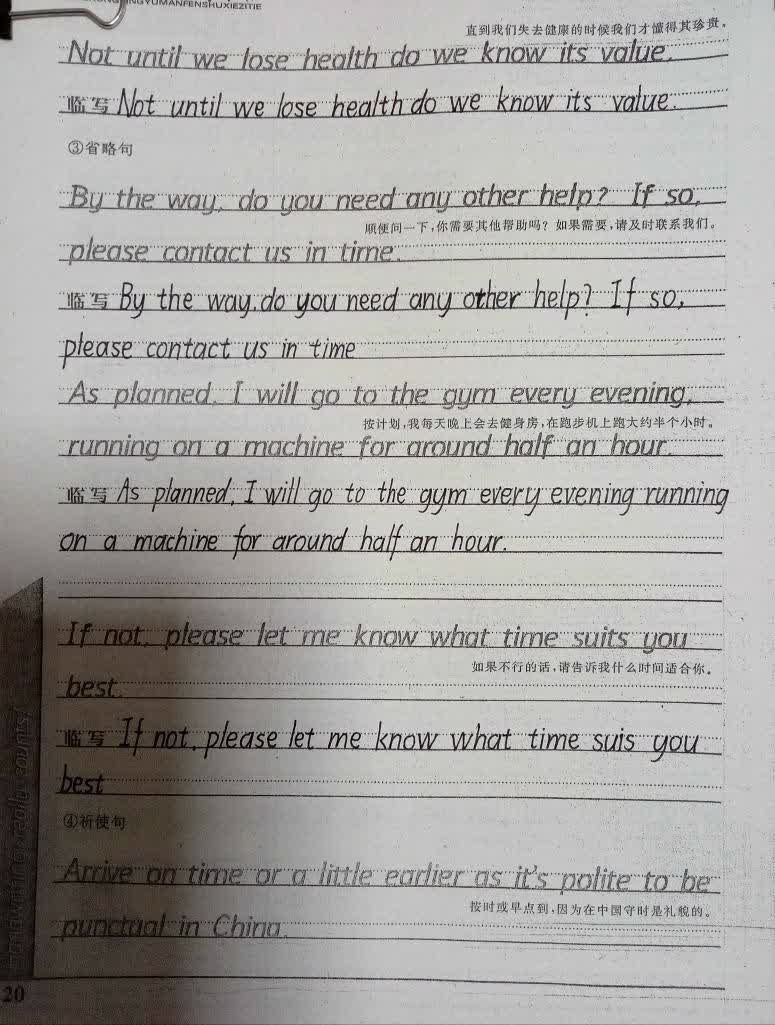 直到我们失去健康的时候我们才懂得其珍贵。
Not until we lose health do we know its value.
临写 Not until we lose health do we know its value.
③省略句
By the way, do you need any other help? If so,
顺便问一下,你需要其他帮助吗?如果需要,请及时联系我们。
please contact us in time.
临写 By the way, do you need any other help? If so,
please contact us in time
As planned, I will go to the gym every evening,
按计划,我每天晚上会去健身房,在跑步机上跑大约半个小时。
running on a machine for around half an hour.
临写 As planned, I will go to the gym every evening running
on a machine for around half an hour.
If not, please let me know what time suits you
如果不行的话,请告诉我什么时间适合你。
best.
临写 If not, please let me know what time suis you
best
④祈使句
Arrive on time or a little earlier as it's polite to be
按时或早点到,因为在中国守时是礼貌的。
punctual in China.
20